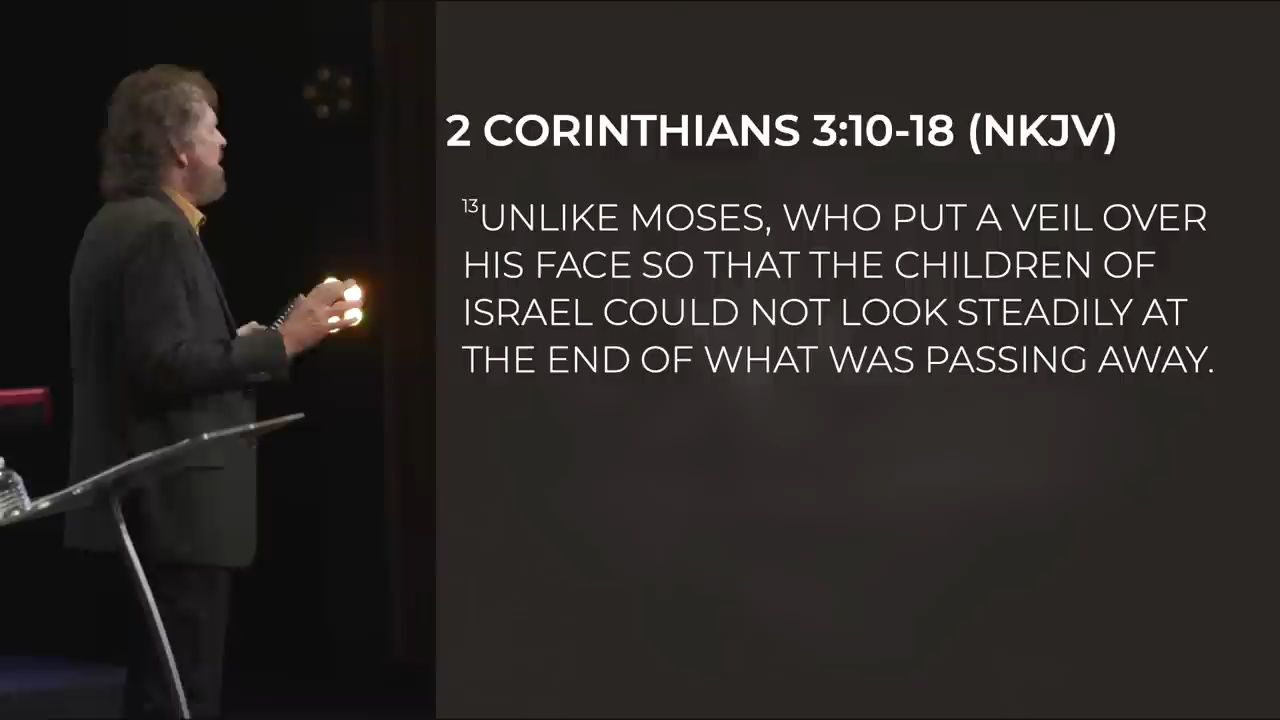 2 CORINTHIANS 3:10-18 (NKJV)
¹³UNLIKE MOSES, WHO PUT A VEIL OVER
HIS FACE SO THAT THE CHILDREN OF
ISRAEL COULD NOT LOOK STEADILY AT
THE END OF WHAT WAS PASSING AWAY.